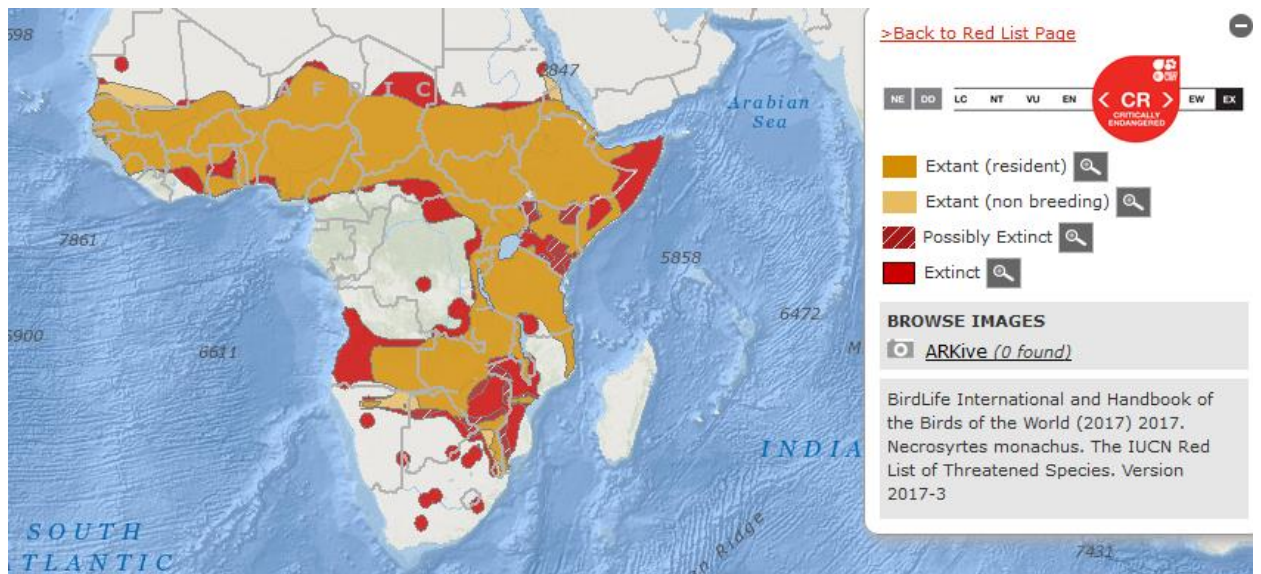 698
847
A F R I C A
Arabian
Sea
7861
5858
6472
5900
6611
M
INDIA
SOUTH
TLANTIC
Ridge
7431
>Back to Red List Page
NE DD LC NT VU EN < CR > EW EX
CRITICALLY
ENDANGERED
Extant (resident)
Extant (non breeding)
Possibly Extinct
Extinct
BROWSE IMAGES
ARKive (0 found)
BirdLife International and Handbook of
the Birds of the World (2017) 2017.
Necrosyrtes monachus. The IUCN Red
List of Threatened Species. Version
2017-3